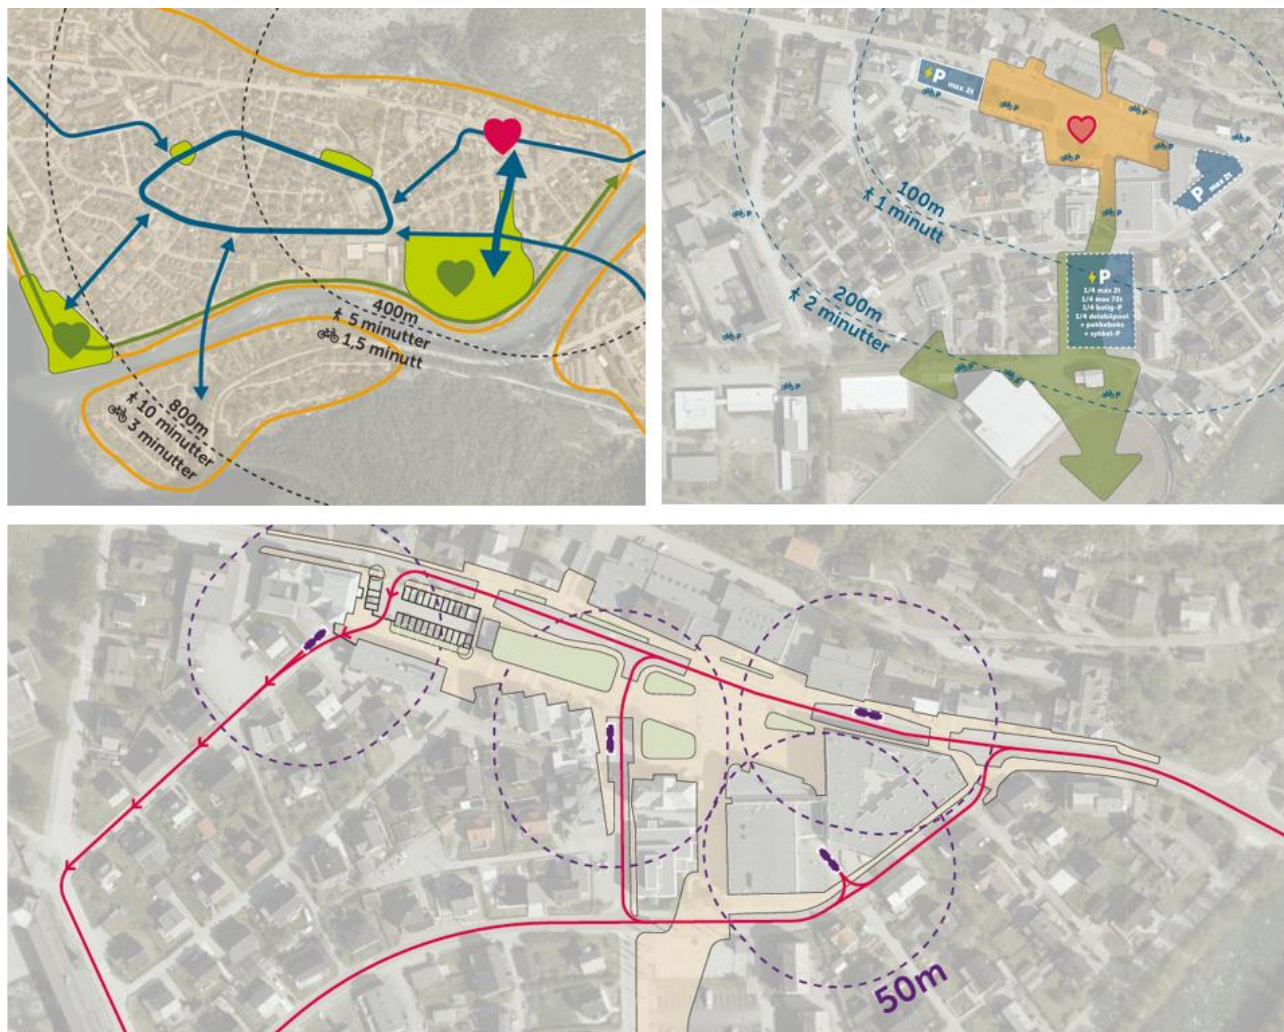 400m
5 minutter
1,5 minutt
800m
10 minutter
3 minutter
P max 2t
P
P
P
P
P
P
P max 2t
100m
1 minutt
P
P
200m
2 minutter
P
1/4 max 2t
1/4 max 72t
1/4 bolig-P
1/4 delebilpool
+ pakkeboks
+ sykkel-P
P
P
P
P
P
50m